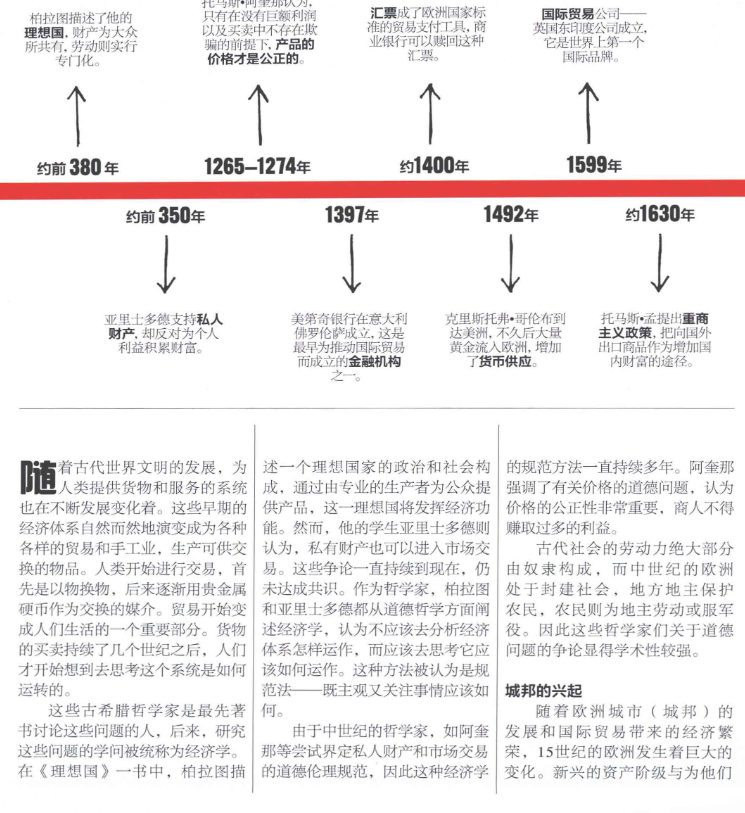 柏拉图描述了他的
理想国，财产为大众
所共有，劳动则实行
专门化。
托马斯•阿奎那认为，
只有在没有巨额利润
以及买卖中不存在欺
骗的前提下，产品的
价格才是公正的。
汇票成了欧洲国家标
准的贸易支付工具，商
业银行可以赎回这种
汇票。
国际贸易公司——
英国东印度公司成立，
它是世界上第一个
国际品牌。
约前 380 年
1265–1274年
约1400年
1599年
约前 350年
1397年
1492年
约1630年
亚里士多德支持私人
财产，却反对为个人
利益积累财富。
美第奇银行在意大利
佛罗伦萨成立，这是
最早为推动国际贸易
而成立的金融机构
之一。
克里斯托弗•哥伦布到
达美洲，不久后大量
黄金流入欧洲，增加
了货币供应。
托马斯•孟提出重商
主义政策，把向国外
出口商品作为增加国
内财富的途径。
随着古代世界文明的发展，为
人类提供货物和服务的系统
也在不断发展变化着。这些早期的
经济体系自然而然地演变成为各种
各样的贸易和手工业，生产可供交
换的物品。人类开始进行交易，首
先是以物换物，后来逐渐用贵金属
硬币作为交换的媒介。贸易开始变
成人们生活的一个重要部分。货物
的买卖持续了几个世纪之后，人们
才开始想到去思考这个系统是如何
运转的。
这些古希腊哲学家是最先著
书讨论这些问题的人，后来，研究
这些问题的学问被统称为经济学。
在《理想国》一书中，柏拉图描
述一个理想国家的政治和社会构
成，通过由专业的生产者为公众提
供产品，这一理想国将发挥经济功
能。然而，他的学生亚里士多德则
认为，私有财产也可以进入市场交
易。这些争论一直持续到现在，仍
未达成共识。作为哲学家，柏拉图
和亚里士多德都从道德哲学方面阐
述经济学，认为不应该去分析经济
体系怎样运作，而应该去思考它应
该如何运作。这种方法被认为是规
范法——既主观又关注事情应该如
何。
由于中世纪的哲学家，如阿奎
那等尝试界定私人财产和市场交易
的道德伦理规范，因此这种经济学
的规范方法一直持续多年。阿奎那
强调了有关价格的道德问题，认为
价格的公正性非常重要，商人不得
赚取过多的利益。
古代社会的劳动力绝大部分
由奴隶构成，而中世纪的欧洲
处于封建社会，地方地主保护
农民，农民则为地主劳动或服军
役。因此这些哲学家们关于道德
问题的争论显得学术性较强。
城邦的兴起
随着欧洲城市（城邦）的
发展和国际贸易带来的经济繁
荣，15世纪的欧洲发生着巨大的
变化。新兴的资产阶级与为他们